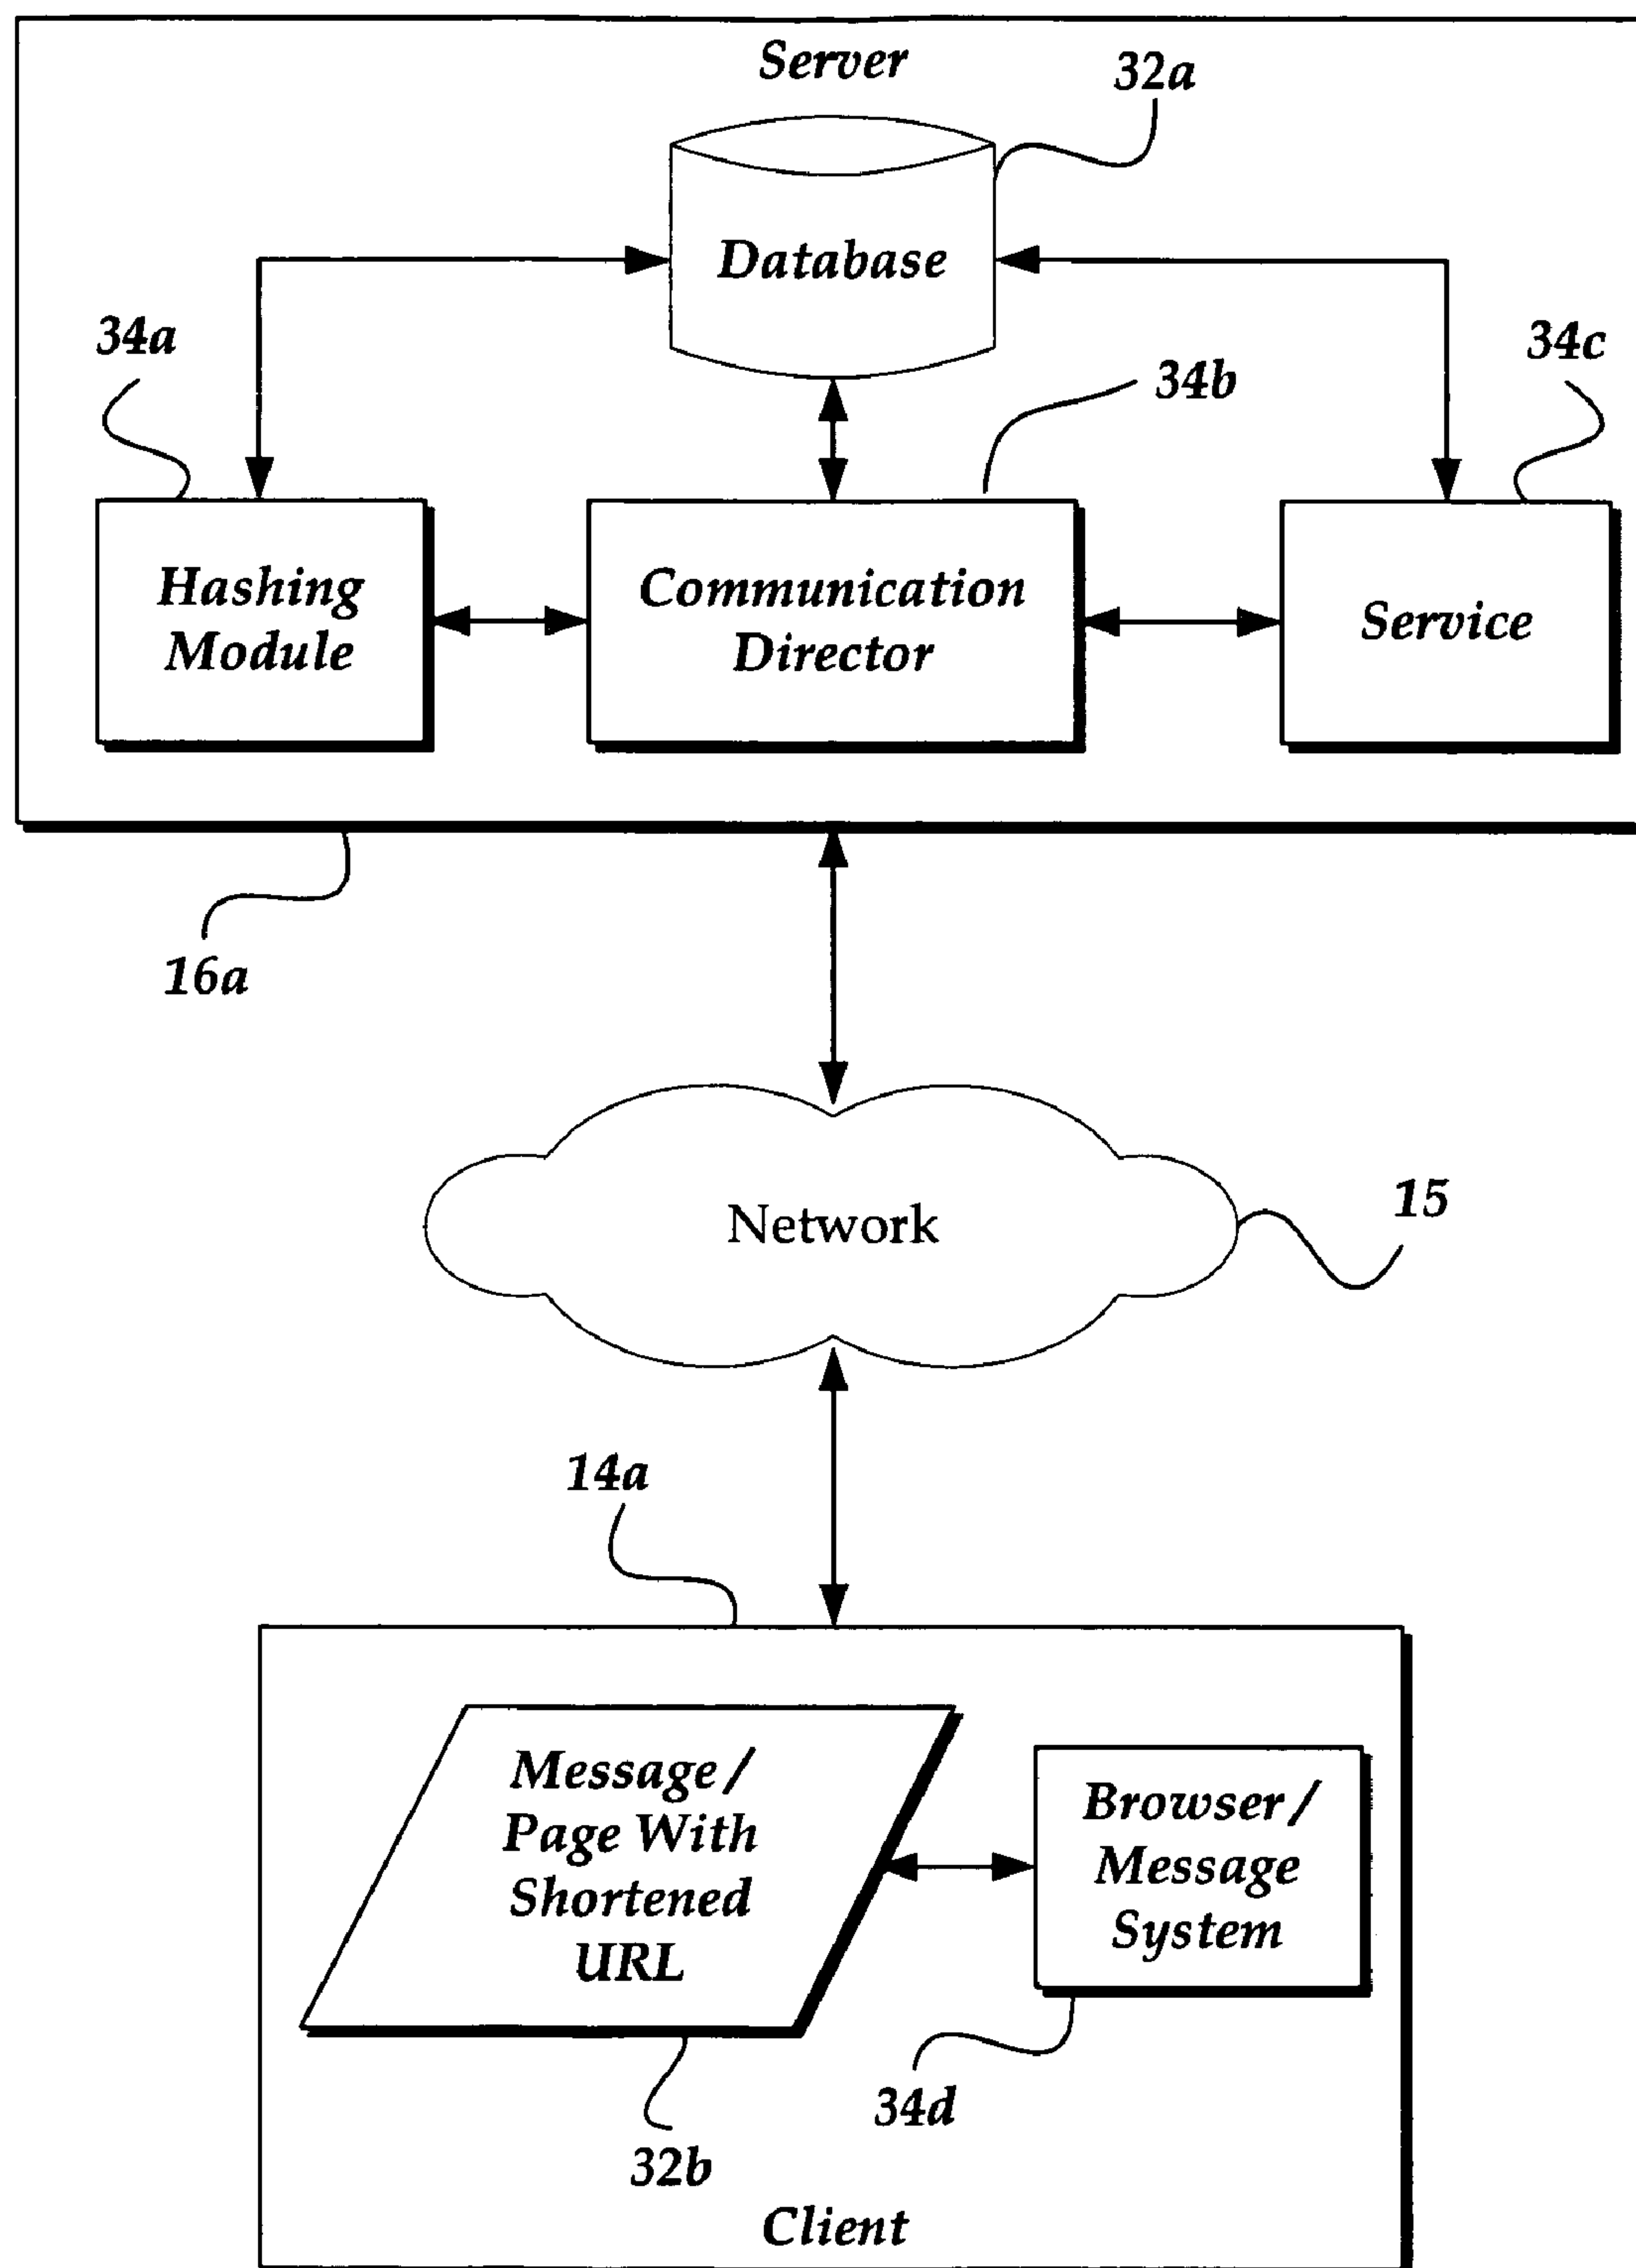 Server
32a
Database
34a
34b
34c
Hashing
Module
Communication
Director
Service
16a
Network
15
14a
Message /
Page With
Shortened
URL
Browser /
Message
System
34d
32b
Client